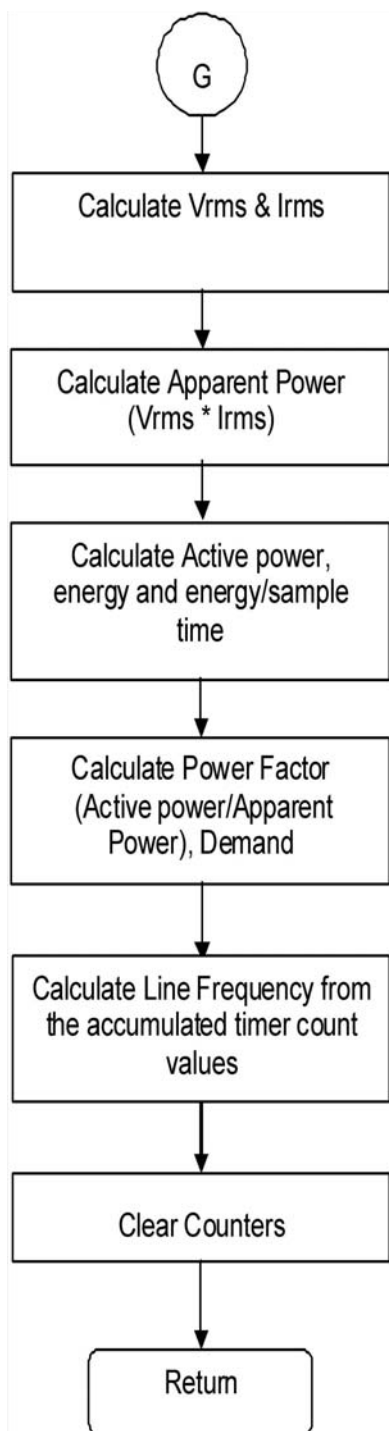 G
Calculate Vrms & Irms
Calculate Apparent Power
(Vrms * Irms)
Calculate Active power,
energy and energy/sample
time
Calculate Power Factor
(Active power/Apparent
Power), Demand
Calculate Line Frequency from
the accumulated timer count
values
Clear Counters
Return